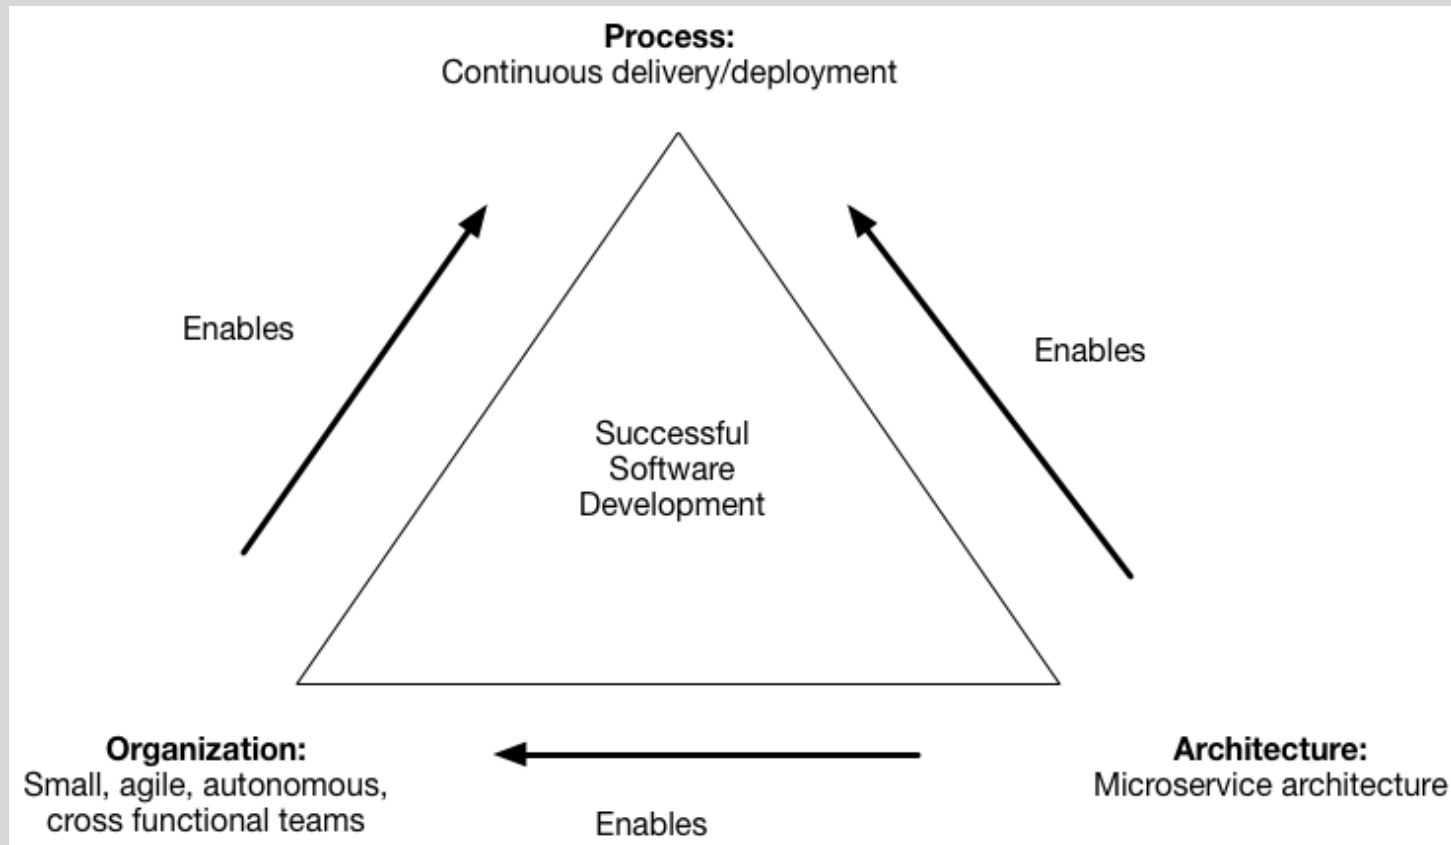 Process:
Continuous delivery/deployment
Enables
Enables
Successful
Software
Development
Organization:
Small, agile, autonomous,
cross functional teams
Enables
Architecture:
Microservice architecture